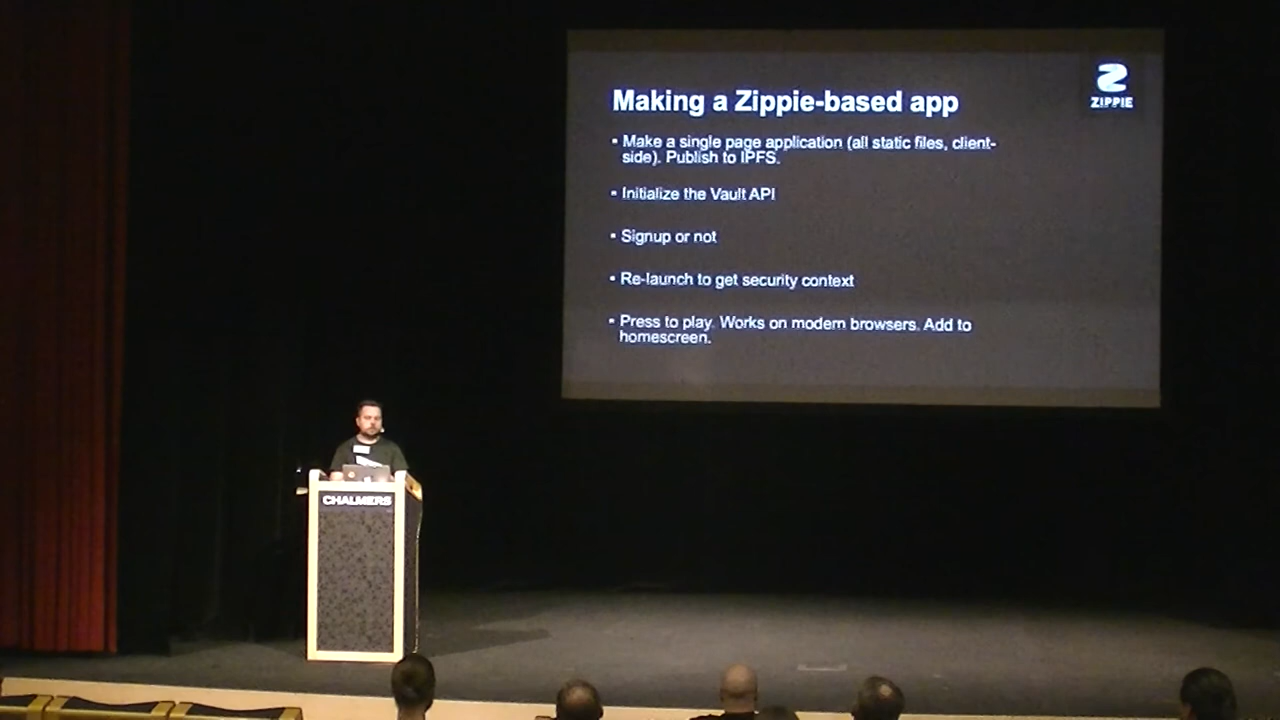 Making a Zippie-based app
ZIPPIE
▪ Make a single page application (all static files, client-
side). Publish to IPFS.
▪ Initialize the Vault API
▪ Signup or not
▪ Re-launch to get security context
▪ Press to play. Works on modern browsers. Add to
homescreen.
CHALMERS